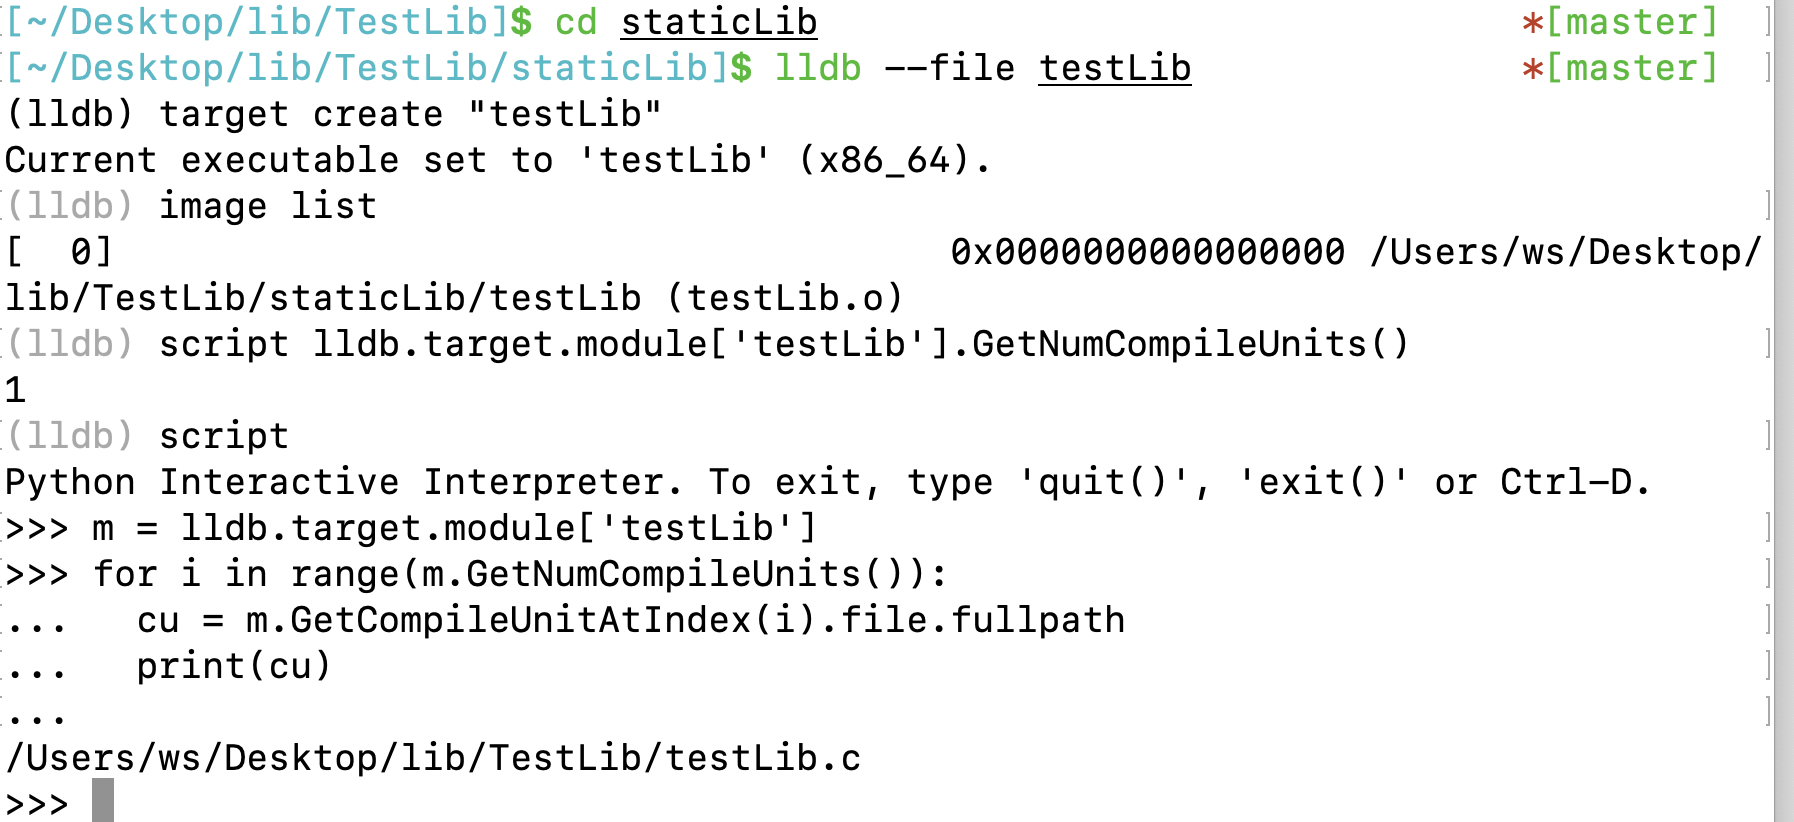 [~/Desktop/lib/TestLib]$ cd staticLib *[master]
[~/Desktop/lib/TestLib/staticLib]$ lldb --file testLib *[master]
(lldb) target create "testLib"
Current executable set to 'testLib' (x86_64).
(lldb) image list
[  0]                                      0x0000000000000000 /Users/ws/Desktop/
lib/TestLib/staticLib/testLib (testLib.o)
(lldb) script lldb.target.module['testLib'].GetNumCompileUnits()
1
(lldb) script
Python Interactive Interpreter. To exit, type 'quit()', 'exit()' or Ctrl-D.
>>> m = lldb.target.module['testLib']
>>> for i in range(m.GetNumCompileUnits()):
...   cu = m.GetCompileUnitAtIndex(i).file.fullpath
...   print(cu)
...
/Users/ws/Desktop/lib/TestLib/testLib.c
>>>